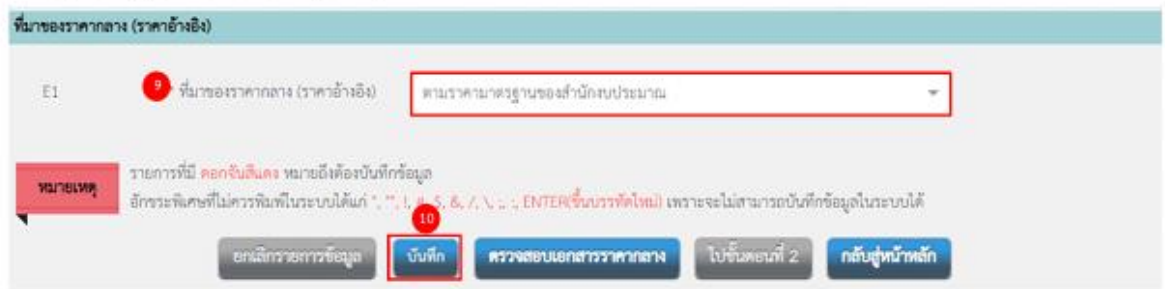 ที่มาของราคากลาง (ราคาอ้างอิง)
E1 9 ที่มาของราคากลาง (ราคาอ้างอิง) ตามราคามาตรฐานของสำนักงบประมาณ
รายการที่มี ดอกจันสีแดง หมายถึงต้องบันทึกข้อมูล
หมายเหตุ
อักขระพิเศษที่ไม่ควรพิมพ์ในระบบได้แก่ ', ", !, #, $, &, /, \, ;, :, ENTER(ขึ้นบรรทัดใหม่) เพราะจะไม่สามารถบันทึกข้อมูลในระบบได้
10
ยกเลิกรายการข้อมูล บันทึก ตรวจสอบเอกสารราคากลาง ไปขั้นตอนที่ 2 กลับสู่หน้าหลัก